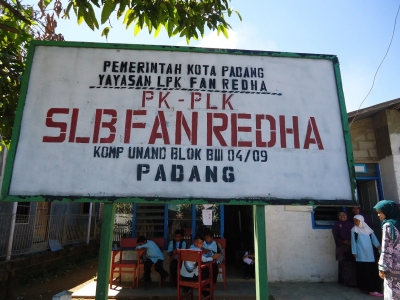 PEMERINTAH KOTA PADANG
YAYASAN LPK FAN REDHA
PK-PLK
SLB FAN REDHA
KOMP UNAND BLOK BIII 04/09
PADANG